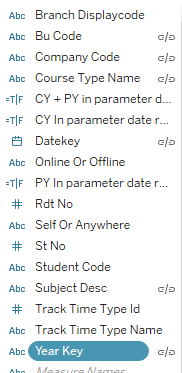 Abc Branch Displaycode
Abc Bu Code
Abc Company Code
Abc Course Type Name
=T|F CY + PY in parameter d...
=T|F CY In parameter date r...
Datekey
Abc Online Or Offline
=T|F PY In parameter date r...
# Rdt No
Abc Self Or Anywhere
# St No
Abc Student Code
Abc Subject Desc
# Track Time Type Id
Abc Track Time Type Name
Abc Year Key
Abc Measure Names